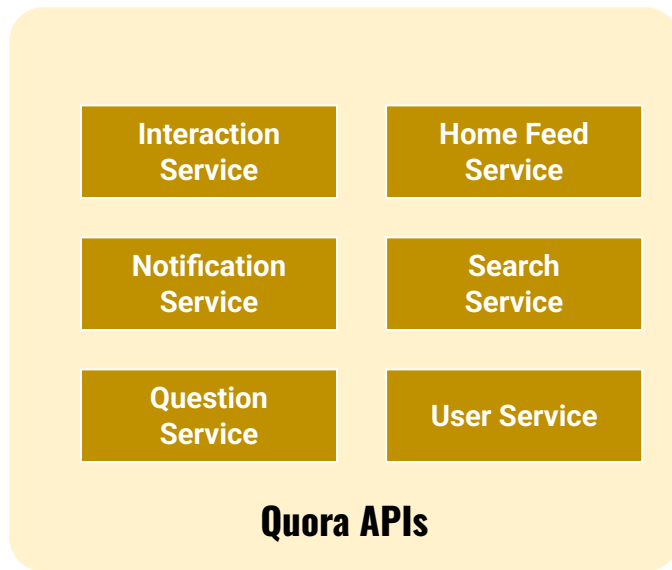 Interaction
Service
Home Feed
Service
Notification
Service
Search
Service
Question
Service
User Service
Quora APIs